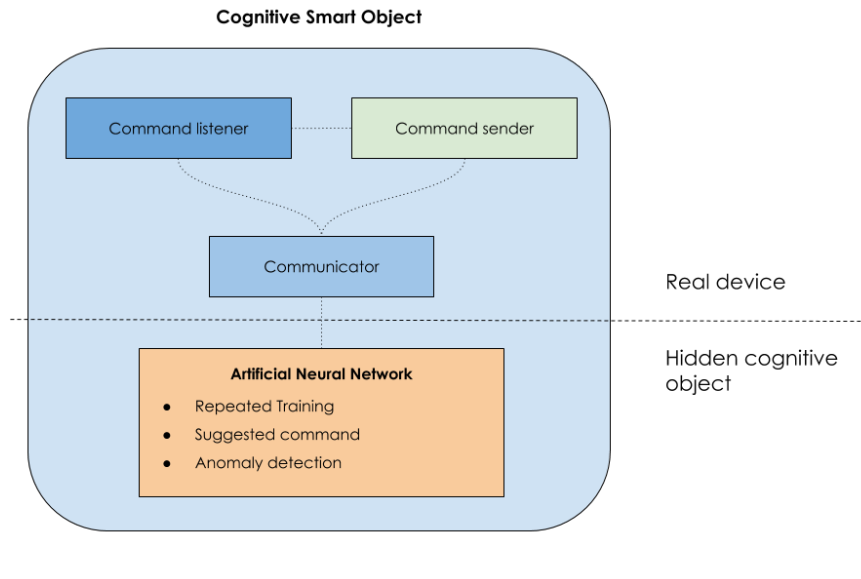 Cognitive Smart Object
Command listener
Command sender
Communicator
Real device
Hidden cognitive
object
Artificial Neural Network
● Repeated Training
● Suggested command
● Anomaly detection